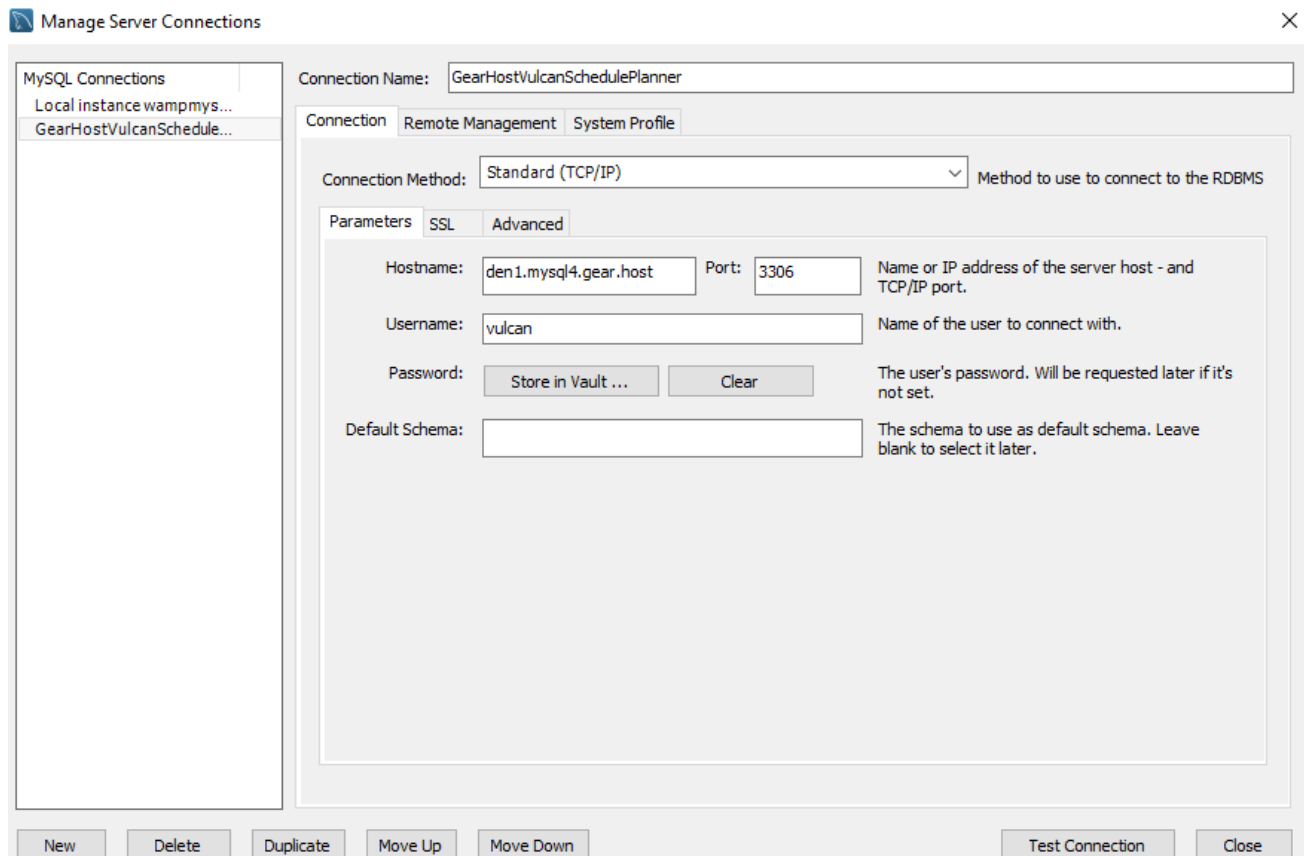 Manage Server Connections
MySQL Connections
Local instance wampmys...
GearHostVulcanSchedule...
Connection Name: GearHostVulcanSchedulePlanner
Connection Remote Management System Profile
Connection Method: Standard (TCP/IP) Method to use to connect to the RDBMS
Parameters SSL Advanced
Hostname: den1.mysql4.gear.host Port: 3306 Name or IP address of the server host - and
TCP/IP port.
Username: vulcan Name of the user to connect with.
Password: Store in Vault ... Clear The user's password. Will be requested later if it's
not set.
Default Schema: The schema to use as default schema. Leave
blank to select it later.
New Delete Duplicate Move Up Move Down Test Connection Close